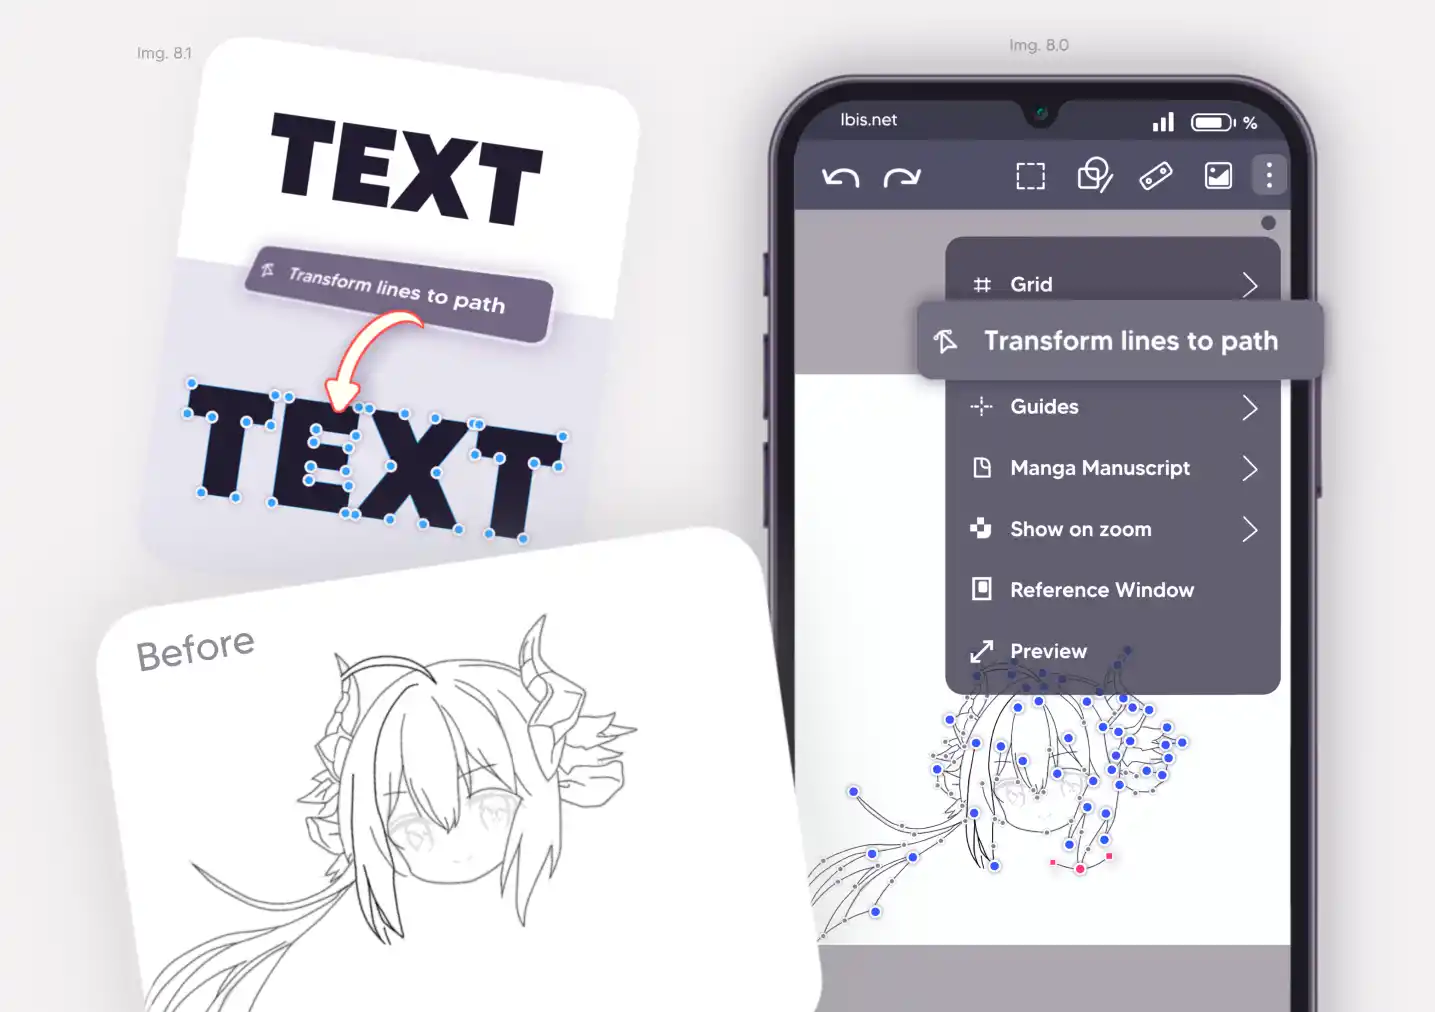 Img. 8.1
TEXT
Transform lines to path
TEXT
Before
Img. 8.0
Ibis.net
%
Grid
Transform lines to path
Guides
Manga Manuscript
Show on zoom
Reference Window
Preview